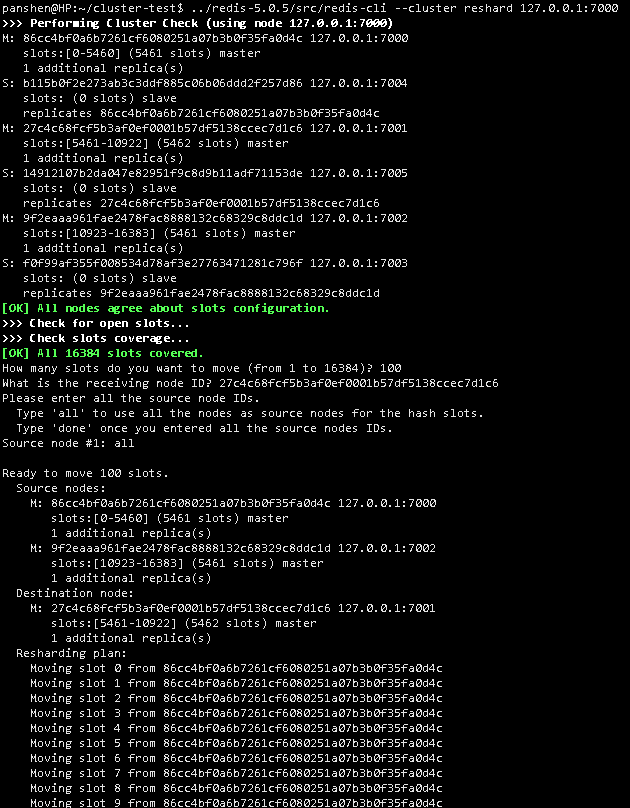 panshen@HP:~/cluster-test$ ../redis-5.0.5/src/redis-cli --cluster reshard 127.0.0.1:7000
>>> Performing Cluster Check (using node 127.0.0.1:7000)
M: 86cc4bf0a6b7261cf6080251a07b3b0f35fa0d4c 127.0.0.1:7000
   slots:[0-5460] (5461 slots) master
   1 additional replica(s)
S: b115b0f2e273ab3c3ddf885c06b06ddd2f257d86 127.0.0.1:7004
   slots: (0 slots) slave
   replicates 86cc4bf0a6b7261cf6080251a07b3b0f35fa0d4c
M: 27c4c68fcf5b3af0ef0001b57df5138ccec7d1c6 127.0.0.1:7001
   slots:[5461-10922] (5462 slots) master
   1 additional replica(s)
S: 14912107b2da047e82951f9c8d9b11adf71153de 127.0.0.1:7005
   slots: (0 slots) slave
   replicates 27c4c68fcf5b3af0ef0001b57df5138ccec7d1c6
M: 9f2eaaa961fae2478fac8888132c68329c8ddc1d 127.0.0.1:7002
   slots:[10923-16383] (5461 slots) master
   1 additional replica(s)
S: f0f99af355f008534d78af3e27763471281c796f 127.0.0.1:7003
   slots: (0 slots) slave
   replicates 9f2eaaa961fae2478fac8888132c68329c8ddc1d
[OK] All nodes agree about slots configuration.
>>> Check for open slots...
>>> Check slots coverage...
[OK] All 16384 slots covered.
How many slots do you want to move (from 1 to 16384)? 100
What is the receiving node ID? 27c4c68fcf5b3af0ef0001b57df5138ccec7d1c6
Please enter all the source node IDs.
  Type 'all' to use all the nodes as source nodes for the hash slots.
  Type 'done' once you entered all the source nodes IDs.
Source node #1: all
Ready to move 100 slots.
  Source nodes:
    M: 86cc4bf0a6b7261cf6080251a07b3b0f35fa0d4c 127.0.0.1:7000
       slots:[0-5460] (5461 slots) master
       1 additional replica(s)
    M: 9f2eaaa961fae2478fac8888132c68329c8ddc1d 127.0.0.1:7002
       slots:[10923-16383] (5461 slots) master
       1 additional replica(s)
  Destination node:
    M: 27c4c68fcf5b3af0ef0001b57df5138ccec7d1c6 127.0.0.1:7001
       slots:[5461-10922] (5462 slots) master
       1 additional replica(s)
  Resharding plan:
    Moving slot 0 from 86cc4bf0a6b7261cf6080251a07b3b0f35fa0d4c
    Moving slot 1 from 86cc4bf0a6b7261cf6080251a07b3b0f35fa0d4c
    Moving slot 2 from 86cc4bf0a6b7261cf6080251a07b3b0f35fa0d4c
    Moving slot 3 from 86cc4bf0a6b7261cf6080251a07b3b0f35fa0d4c
    Moving slot 4 from 86cc4bf0a6b7261cf6080251a07b3b0f35fa0d4c
    Moving slot 5 from 86cc4bf0a6b7261cf6080251a07b3b0f35fa0d4c
    Moving slot 6 from 86cc4bf0a6b7261cf6080251a07b3b0f35fa0d4c
    Moving slot 7 from 86cc4bf0a6b7261cf6080251a07b3b0f35fa0d4c
    Moving slot 8 from 86cc4bf0a6b7261cf6080251a07b3b0f35fa0d4c
    Moving slot 9 from 86cc4bf0a6b7261cf6080251a07b3b0f35fa0d4c